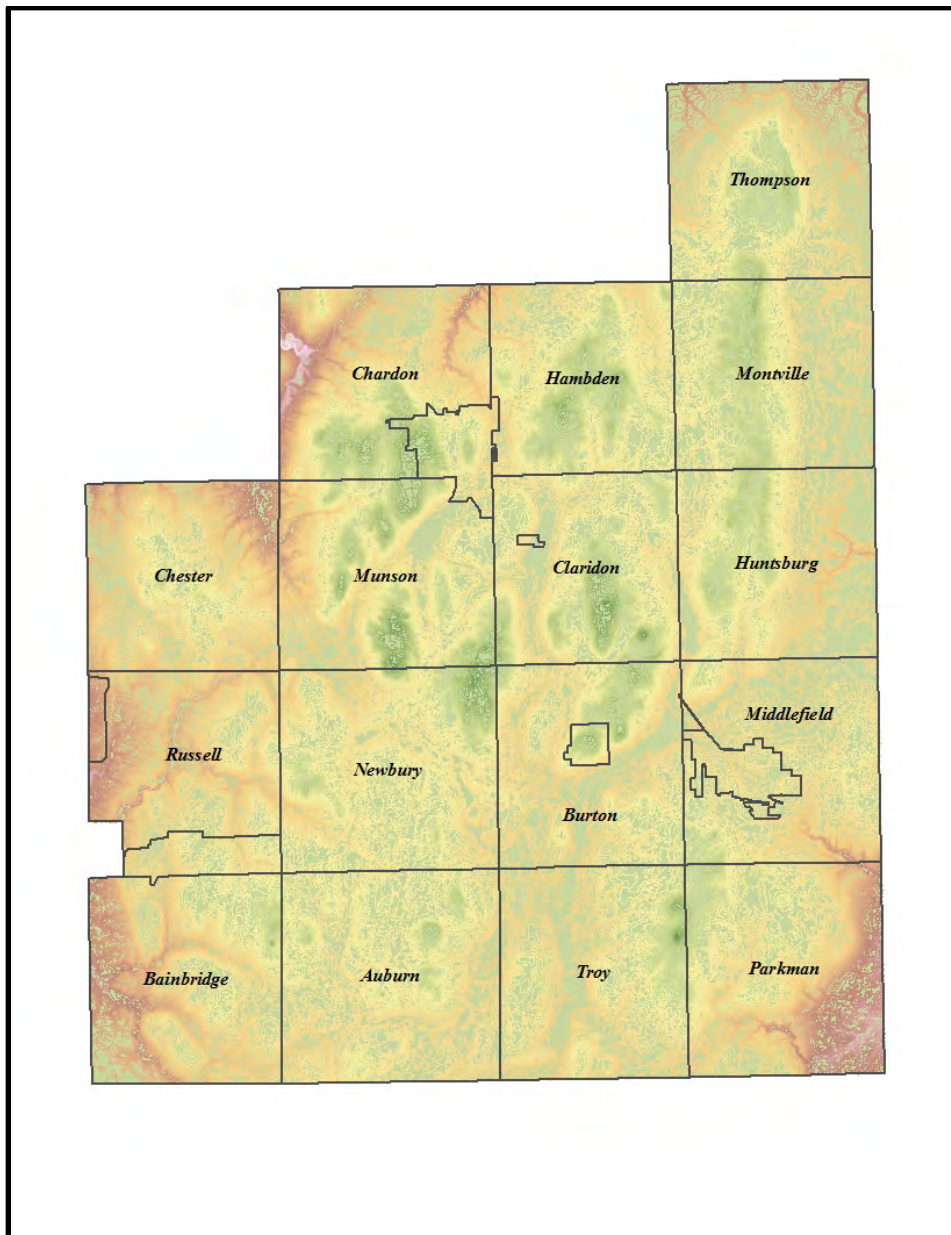 Thompson
Chardon
Hambden
Montville
Chester
Munson
Claridon
Huntsburg
Russell
Newbury
Burton
Middlefield
Bainbridge
Auburn
Troy
Parkman